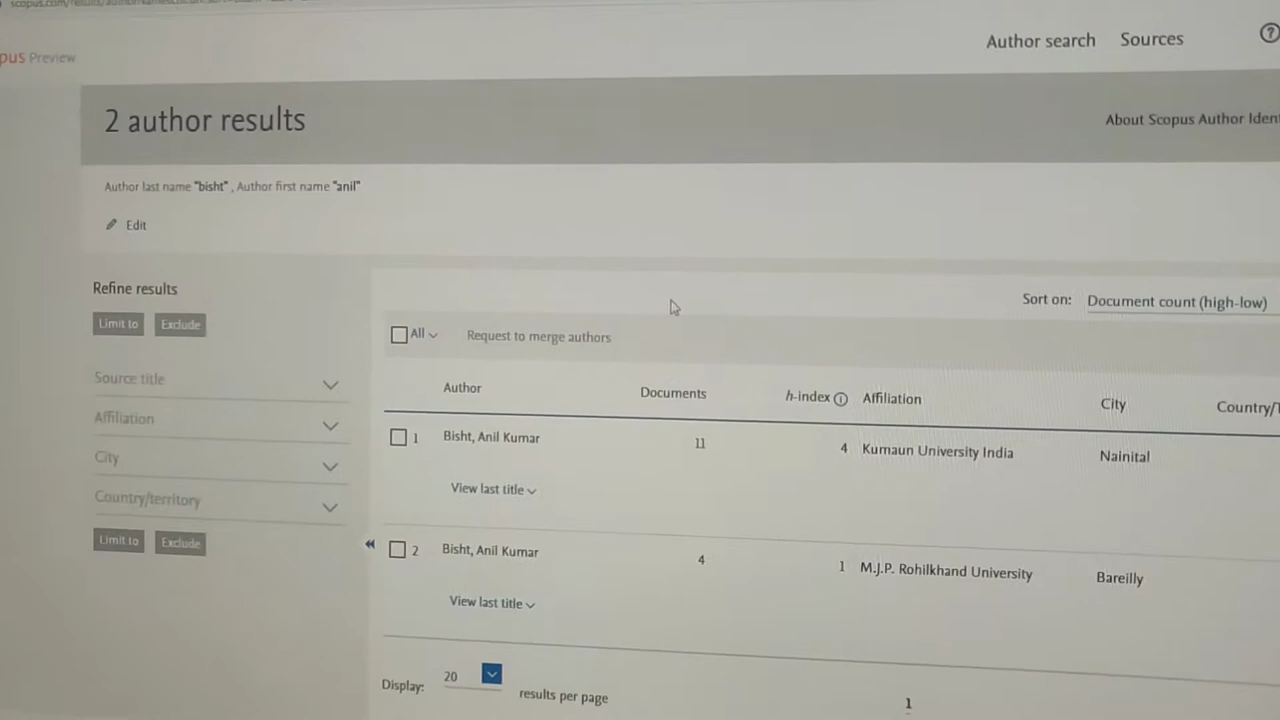 Author search Sources ?
pus Preview
2 author results
About Scopus Author Iden
Author last name "bisht" , Author first name "anil"
Edit
Refine results
Limit to Exclude
Sort on: Document count (high-low)
All Request to merge authors
Source title
Affiliation
City
Country/territory
Limit to Exclude
Author Documents h-index i Affiliation City Country/T
1 Bisht, Anil Kumar 11 4 Kumaun University India Nainital
View last title
2 Bisht, Anil Kumar 4 1 M.J.P. Rohilkhand University Bareilly
View last title
Display: 20 results per page 1